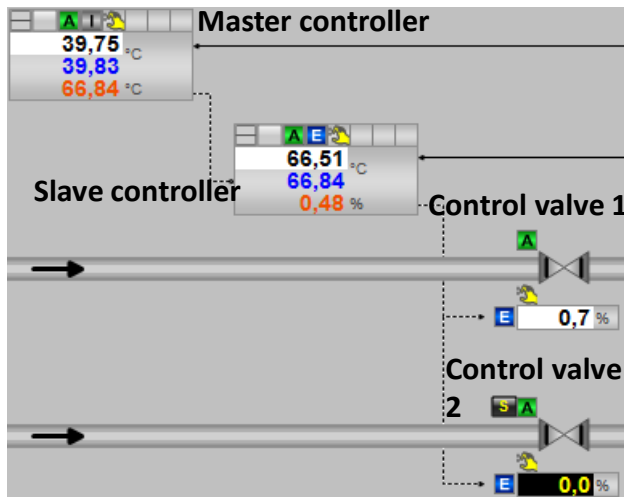 A I Master controller
39,75 °C
39,83
66,84 °C
A E
66,51 °C
66,84
0,48 %
Slave controller
Control valve 1
A
E 0,7 %
Control valve
2 S A
E 0,0 %